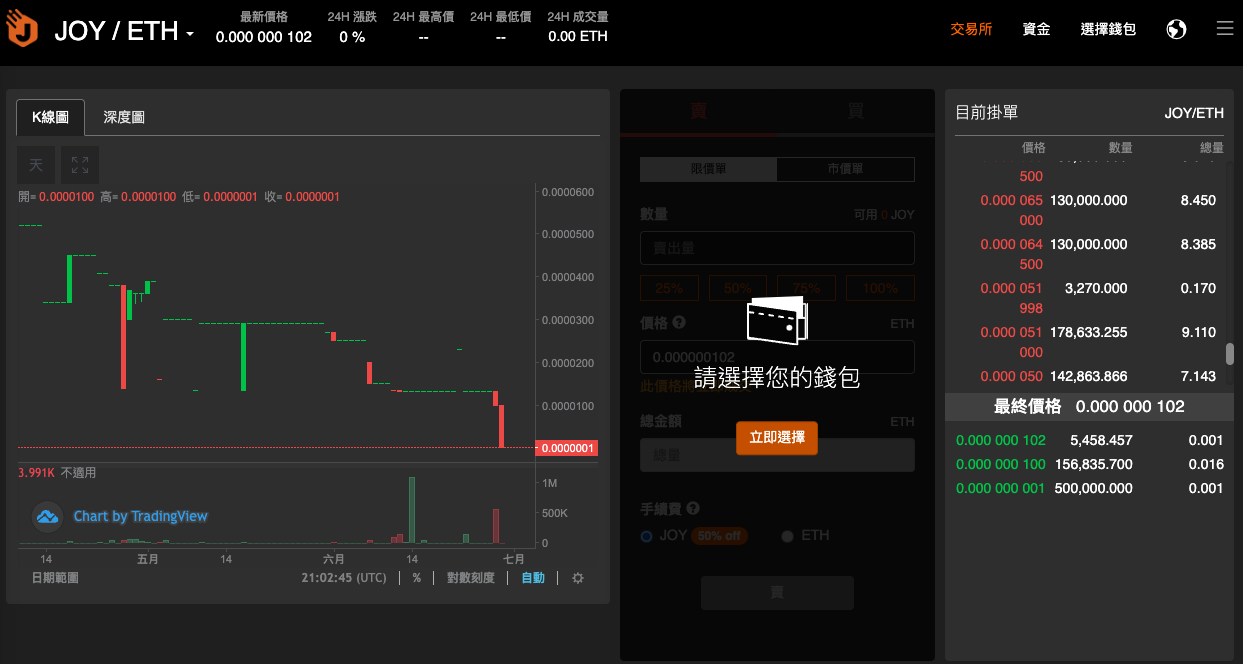 JOY / ETH
最新價格 24H 漲跌 24H 最高價 24H 最低價 24H 成交量
0.000 000 102 0 % -- -- 0.00 ETH
交易所 資金 選擇錢包
K線圖 深度圖
天
開= 0.0000100 高= 0.0000100 低= 0.0000001 收= 0.0000001
0.0000600
0.0000500
0.0000400
0.0000300
0.0000200
0.0000100
0.0000001
3.991K 不適用
1M
500K
0
Chart by TradingView
14 五月 14 六月 14 七月
日期範圍 21:02:45 (UTC) % 對數刻度 自動
賣 買
限價單 市價單
數量 可用 0 JOY
賣出量
25% 50% 75% 100%
價格 ETH
0.000000102
此價格將
請選擇您的錢包
總金額 ETH
立即選擇
總量
手續費
JOY 50% off ETH
賣
目前掛單 JOY/ETH
價格 數量 總量
500
0.000 065 130,000.000 8.450
000
0.000 064 130,000.000 8.385
500
0.000 051 3,270.000 0.170
998
0.000 051 178,633.255 9.110
000
0.000 050 142,863.866 7.143
最終價格 0.000 000 102
0.000 000 102 5,458.457 0.001
0.000 000 100 156,835.700 0.016
0.000 000 001 500,000.000 0.001